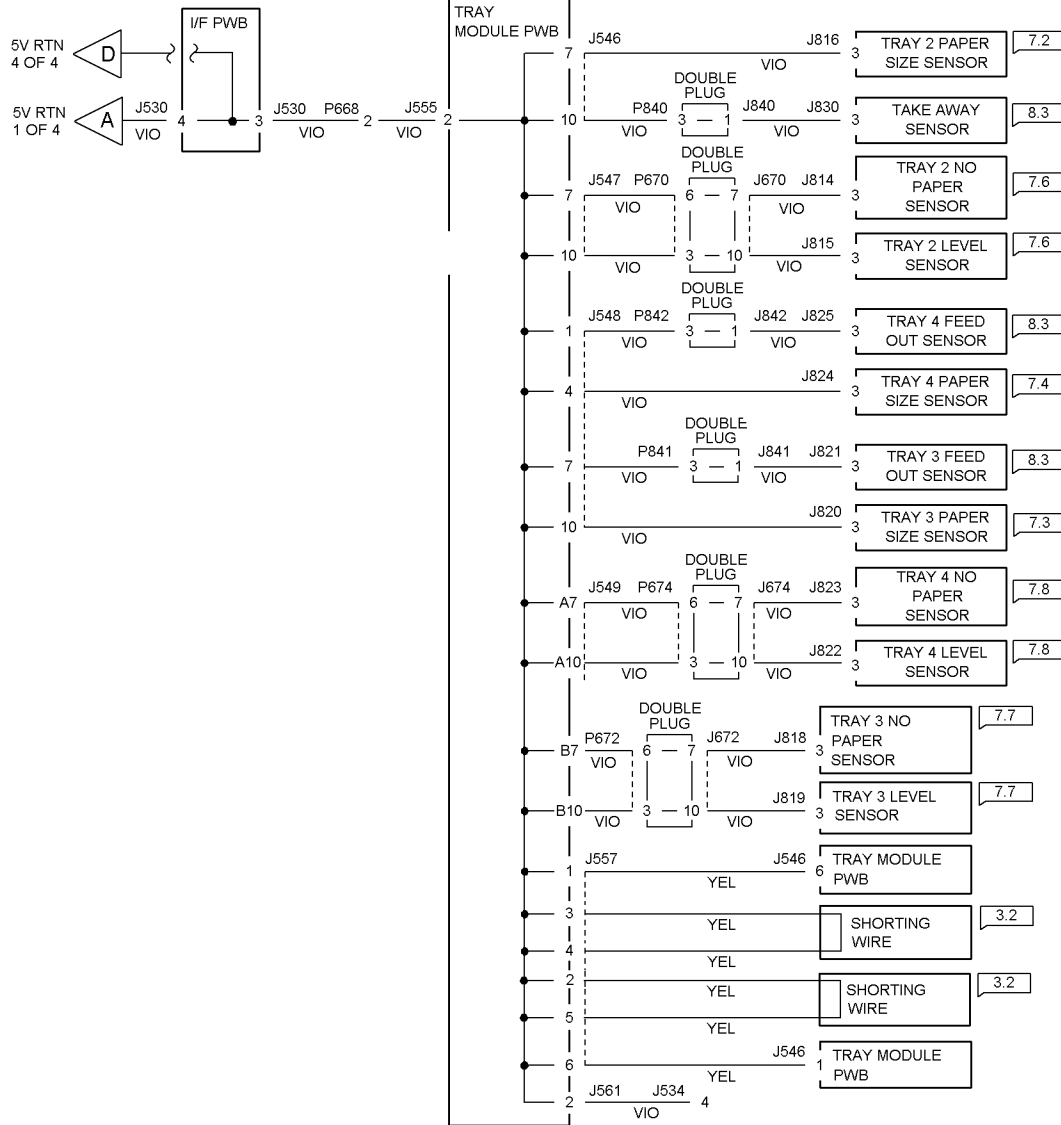 I/F PWB
TRAY
MODULE PWB
5V RTN
4 OF 4
D
5V RTN
1 OF 4
A
J530
VIO
4
3
J530
VIO
P668
2
VIO
J555
2
7
J546
VIO
J816
3
TRAY 2 PAPER
SIZE SENSOR
7.2
10
VIO
P840
DOUBLE
PLUG
3 — 1
J840
VIO
J830
3
TAKE AWAY
SENSOR
8.3
7
J547
VIO
P670
DOUBLE
PLUG
6 — 7
J670
VIO
J814
3
TRAY 2 NO
PAPER
SENSOR
7.6
10
VIO
3 — 10
VIO
J815
3
TRAY 2 LEVEL
SENSOR
7.6
1
J548
VIO
P842
DOUBLE
PLUG
3 — 1
J842
VIO
J825
3
TRAY 4 FEED
OUT SENSOR
8.3
4
VIO
J824
3
TRAY 4 PAPER
SIZE SENSOR
7.4
7
VIO
P841
DOUBLE
PLUG
3 — 1
J841
VIO
J821
3
TRAY 3 FEED
OUT SENSOR
8.3
10
VIO
J820
3
TRAY 3 PAPER
SIZE SENSOR
7.3
A7
J549
VIO
P674
DOUBLE
PLUG
6 — 7
J674
VIO
J823
3
TRAY 4 NO
PAPER
SENSOR
7.8
A10
VIO
3 — 10
VIO
J822
3
TRAY 4 LEVEL
SENSOR
7.8
B7
P672
VIO
DOUBLE
PLUG
6 — 7
J672
VIO
J818
3
TRAY 3 NO
PAPER
SENSOR
7.7
B10
VIO
3 — 10
VIO
J819
3
TRAY 3 LEVEL
SENSOR
7.7
1
J557
YEL
J546
6
TRAY MODULE
PWB
3
YEL
4
YEL
SHORTING
WIRE
3.2
2
YEL
5
YEL
SHORTING
WIRE
3.2
6
YEL
J546
1
TRAY MODULE
PWB
2
J561
VIO
J534
4